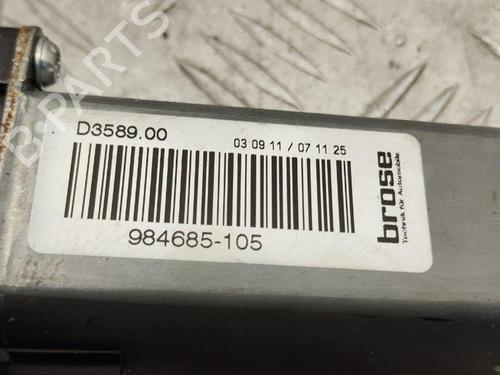 D3589.00
03 09 11 / 07 11 25
984685-105
brose
Technik für Automobile
B-PARTS